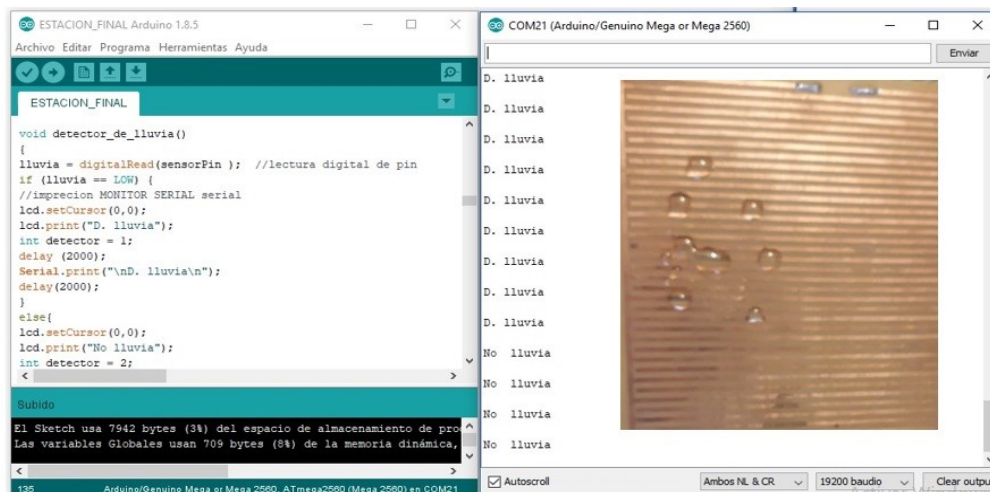 ESTACION_FINAL Arduino 1.8.5
Archivo Editar Programa Herramientas Ayuda
ESTACION_FINAL
void detector_de_lluvia()
{
lluvia = digitalRead(sensorPin ); //lectura digital de pin
if (lluvia == LOW) {
//imprecion MONITOR SERIAL serial
lcd.setCursor(0,0);
lcd.print("D. lluvia");
int detector = 1;
delay (2000);
Serial.print("\nD. lluvia\n");
delay(2000);
}
else{
lcd.setCursor(0,0);
lcd.print("No lluvia");
int detector = 2;
Subido
El Sketch usa 7942 bytes (3%) del espacio de almacenamiento de pro
Las variables Globales usan 709 bytes (8%) de la memoria dinámica,
135 Arduino/Genuino Mega or Mega 2560, ATmega2560 (Mega 2560) en COM21
COM21 (Arduino/Genuino Mega or Mega 2560)
Enviar
D. lluvia
D. lluvia
D. lluvia
D. lluvia
D. lluvia
D. lluvia
D. lluvia
D. lluvia
D. lluvia
No lluvia
No lluvia
No lluvia
No lluvia
Autoscroll
Ambos NL & CR
19200 baudio
Clear outpu